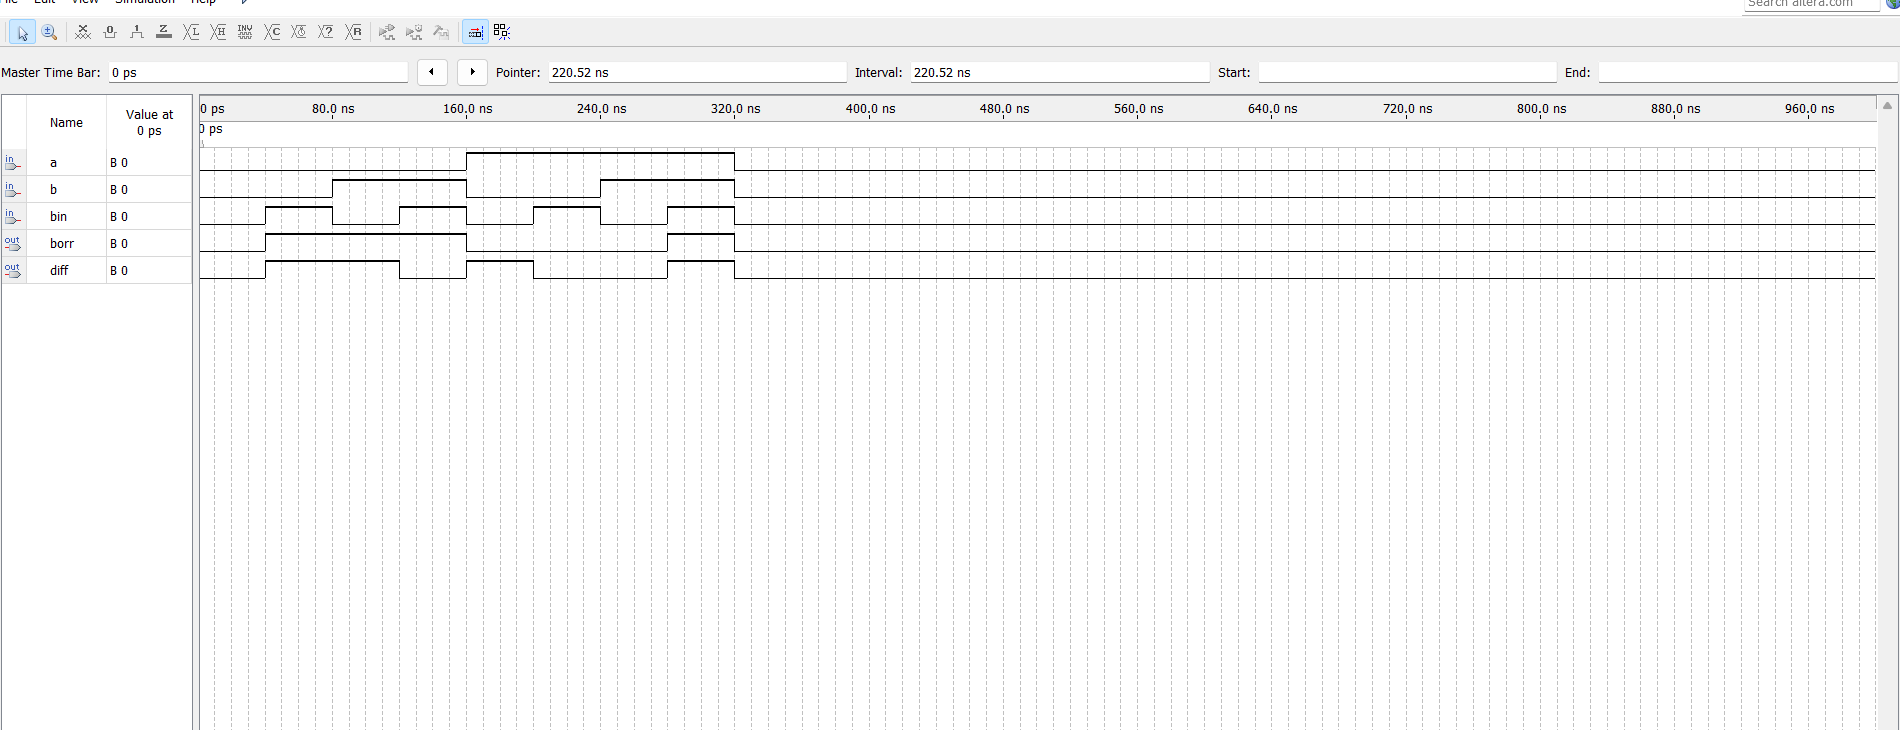 File Edit View Simulation Help
Search altera.com
Master Time Bar: 0 ps Pointer: 220.52 ns Interval: 220.52 ns Start: End:
Name Value at 0 ps
0 ps 80.0 ns 160.0 ns 240.0 ns 320.0 ns 400.0 ns 480.0 ns 560.0 ns 640.0 ns 720.0 ns 800.0 ns 880.0 ns 960.0 ns
0 ps
in a B 0
in b B 0
in bin B 0
out borr B 0
out diff B 0